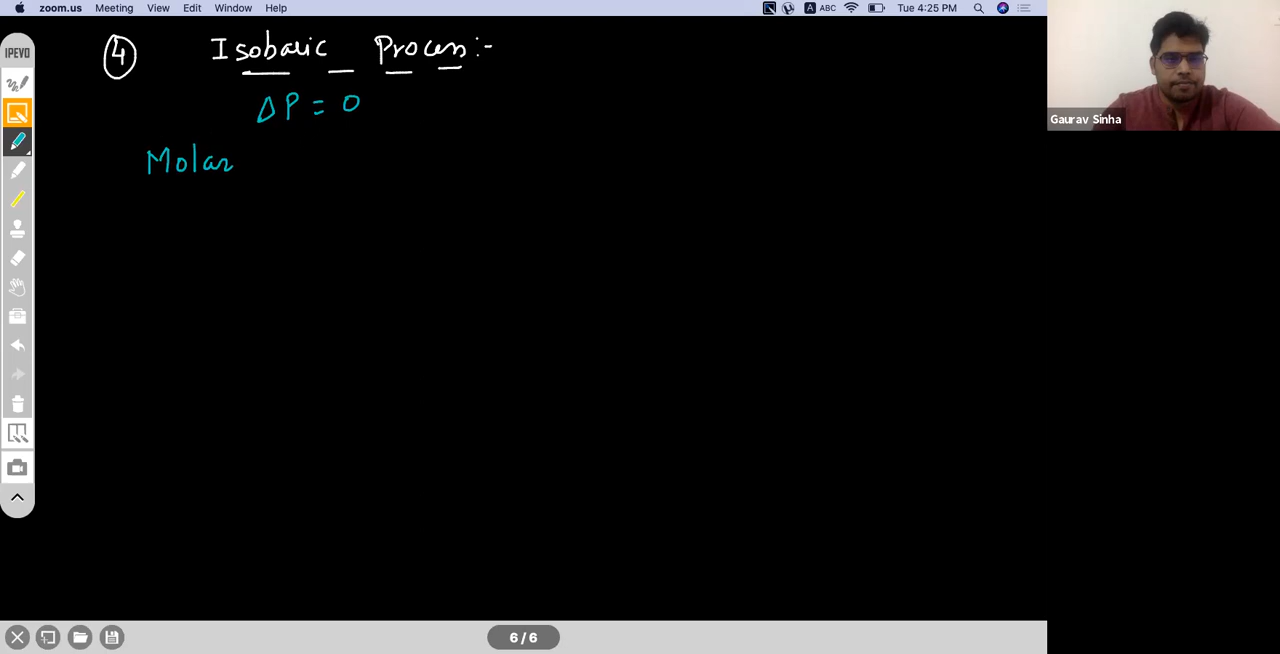 zoom.us Meeting View Edit Window Help A ABC Tue 4:25 PM
IPEVO
④ Isobaric Process :-
ΔP = 0
Molar
Gaurav Sinha
6 / 6